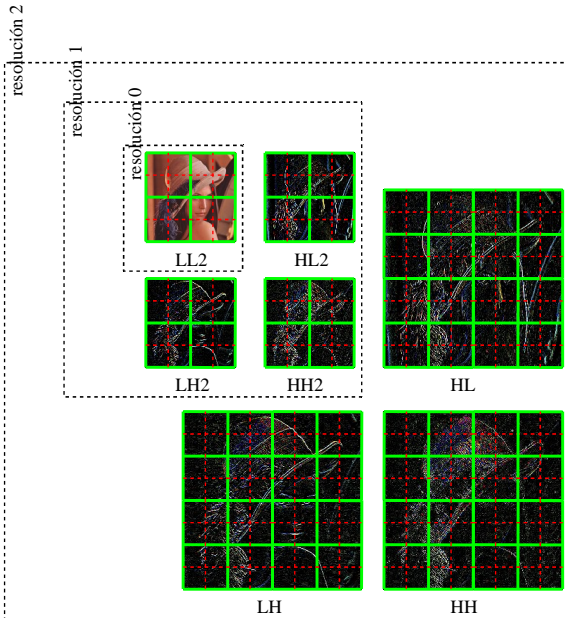 resolución 2
resolución 1
resolución 0
LL2
HL2
LH2
HH2
HL
LH
HH